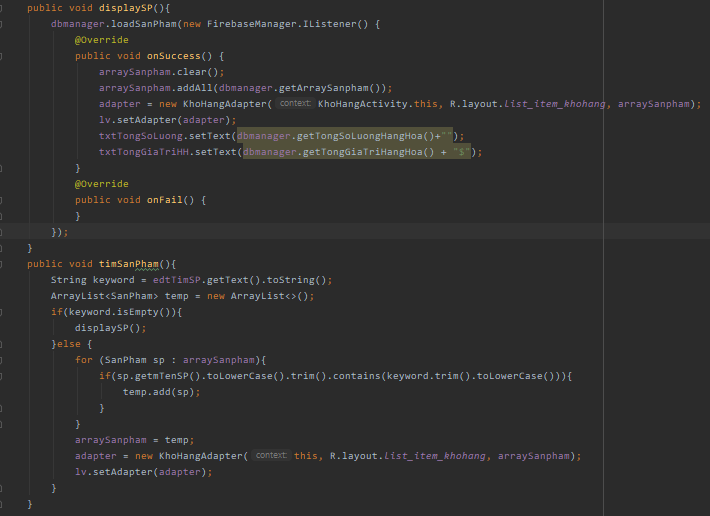 public void displaySP(){
dbmanager.loadSanPham(new FirebaseManager.IListener() {
@Override
public void onSuccess() {
arraySanpham.clear();
arraySanpham.addAll(dbmanager.getArraySanpham());
adapter = new KhoHangAdapter( context: KhoHangActivity.this, R.layout.list_item_khohang, arraySanpham);
lv.setAdapter(adapter);
txtTongSoLuong.setText(dbmanager.getTongSoLuongHangHoa()+"");
txtTongGiaTriHH.setText(dbmanager.getTongGiaTriHangHoa() + "$");
}
@Override
public void onFail() {
}
});
}
public void timSanPham(){
String keyword = edtTimSP.getText().toString();
ArrayList<SanPham> temp = new ArrayList<>();
if(keyword.isEmpty()){
displaySP();
}else {
for (SanPham sp : arraySanpham){
if(sp.getmTenSP().toLowerCase().trim().contains(keyword.trim().toLowerCase())){
temp.add(sp);
}
}
arraySanpham = temp;
adapter = new KhoHangAdapter( context: this, R.layout.list_item_khohang, arraySanpham);
lv.setAdapter(adapter);
}
}